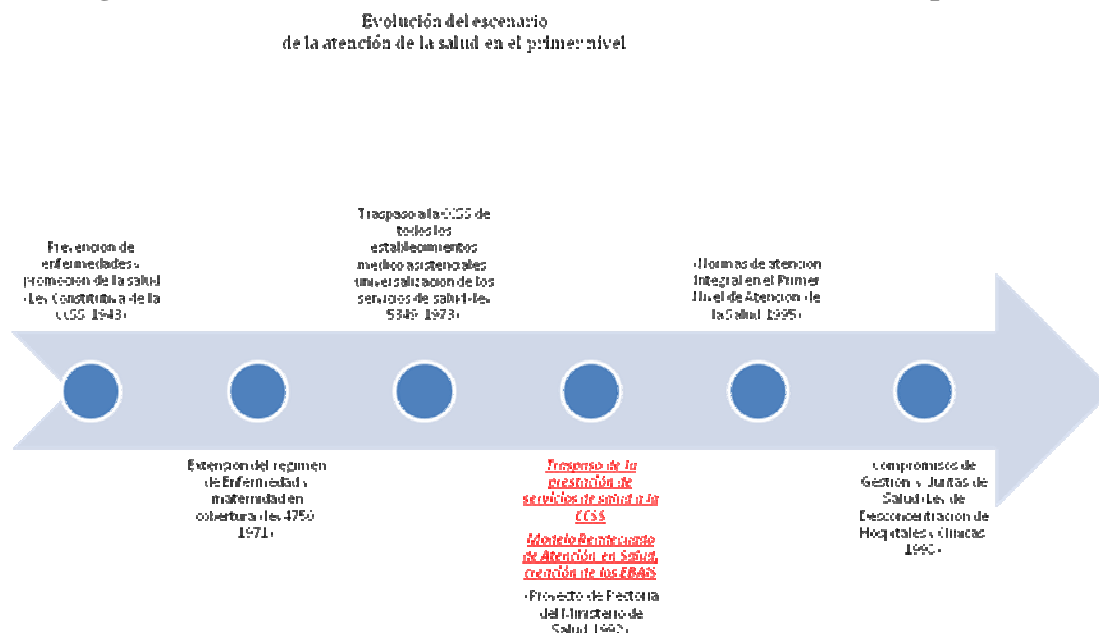 Evolución del escenario
de la atención de la salud en el primer nivel
Prevención de
enfermedades y
promoción de la salud
(Ley Constitutiva de la
CCSS, 1943)
Extensión del regimen
de Enfermedad y
maternidad en
cobertura (ley 4750
1971)
Traspaso a la CCSS de
todos los
establecimientos
medico asistenciales
universalización de los
servicios de salud-ley
5349, 1973)
Traspaso de la
prestación de
servicios de salud a la
CCSS
Modelo Readecuado
de Atención en Salud,
creación de los EBAIS
(Proyecto de Rectoría
del Ministerio de
Salud
(Normas de atención
Integral en el Primer
Nivel de Atención de
la Salud, 1995)
Compromisos de
Gestión y Juntas de
Salud (Ley de
Desconcentración de
Hospitales y Clínicas,